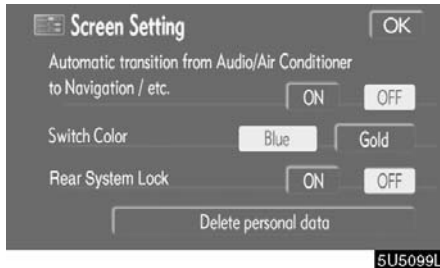 Screen Setting OK
Automatic transition from Audio/Air Conditioner
to Navigation / etc. ON OFF
Switch Color Blue Gold
Rear System Lock ON OFF
Delete personal data
5U5099L